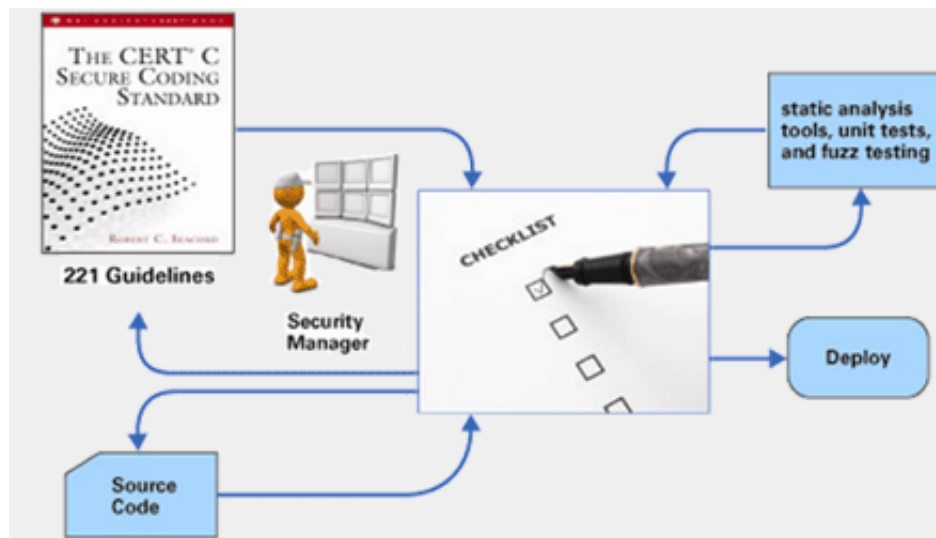 THE CERT® C
SECURE CODING
STANDARD
ROBERT C. SEACORD
221 Guidelines
Security
Manager
CHECKLIST
static analysis
tools, unit tests,
and fuzz testing
Deploy
Source
Code